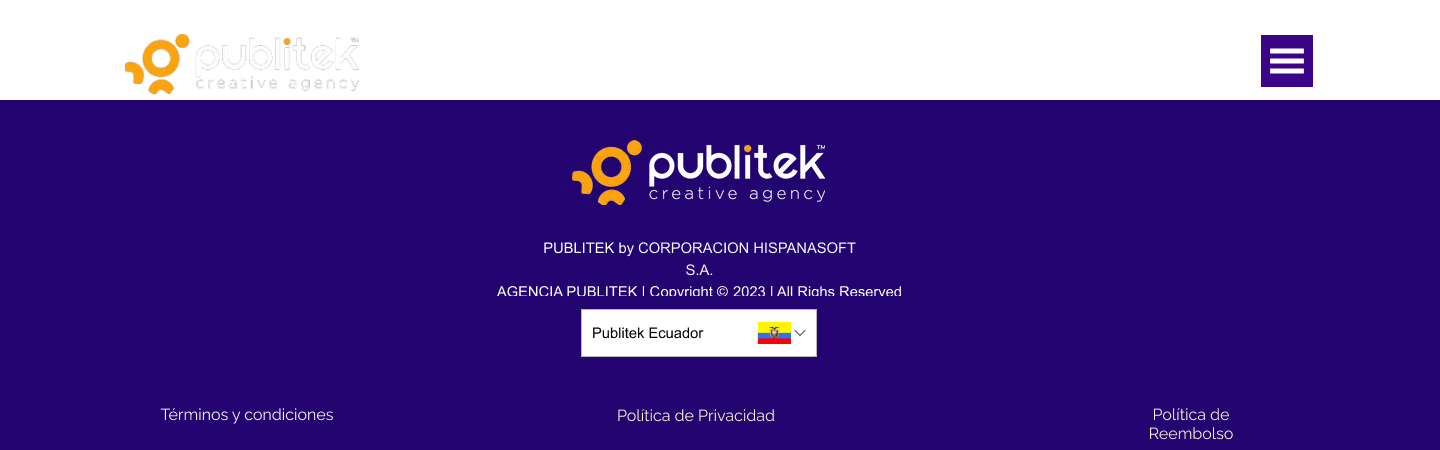 publitek™
creative agency
publitek™
creative agency
PUBLITEK by CORPORACION HISPANASOFT
S.A.
AGENCIA PUBLITEK | Copyright © 2023 | All Righs Reserved
Publitek Ecuador
Términos y condiciones
Política de Privacidad
Política de
Reembolso